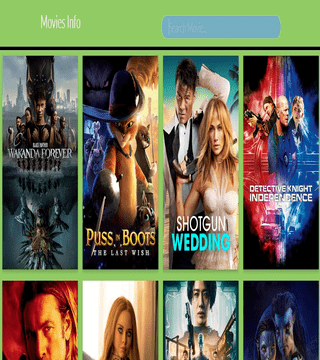 Movies Info
Search Movie...
BLACK PANTHER
WAKANDA FOREVER
PUSS IN BOOTS
THE LAST WISH
SHOTGUN
WEDDING
DETECTIVE KNIGHT
INDEPENDENCE